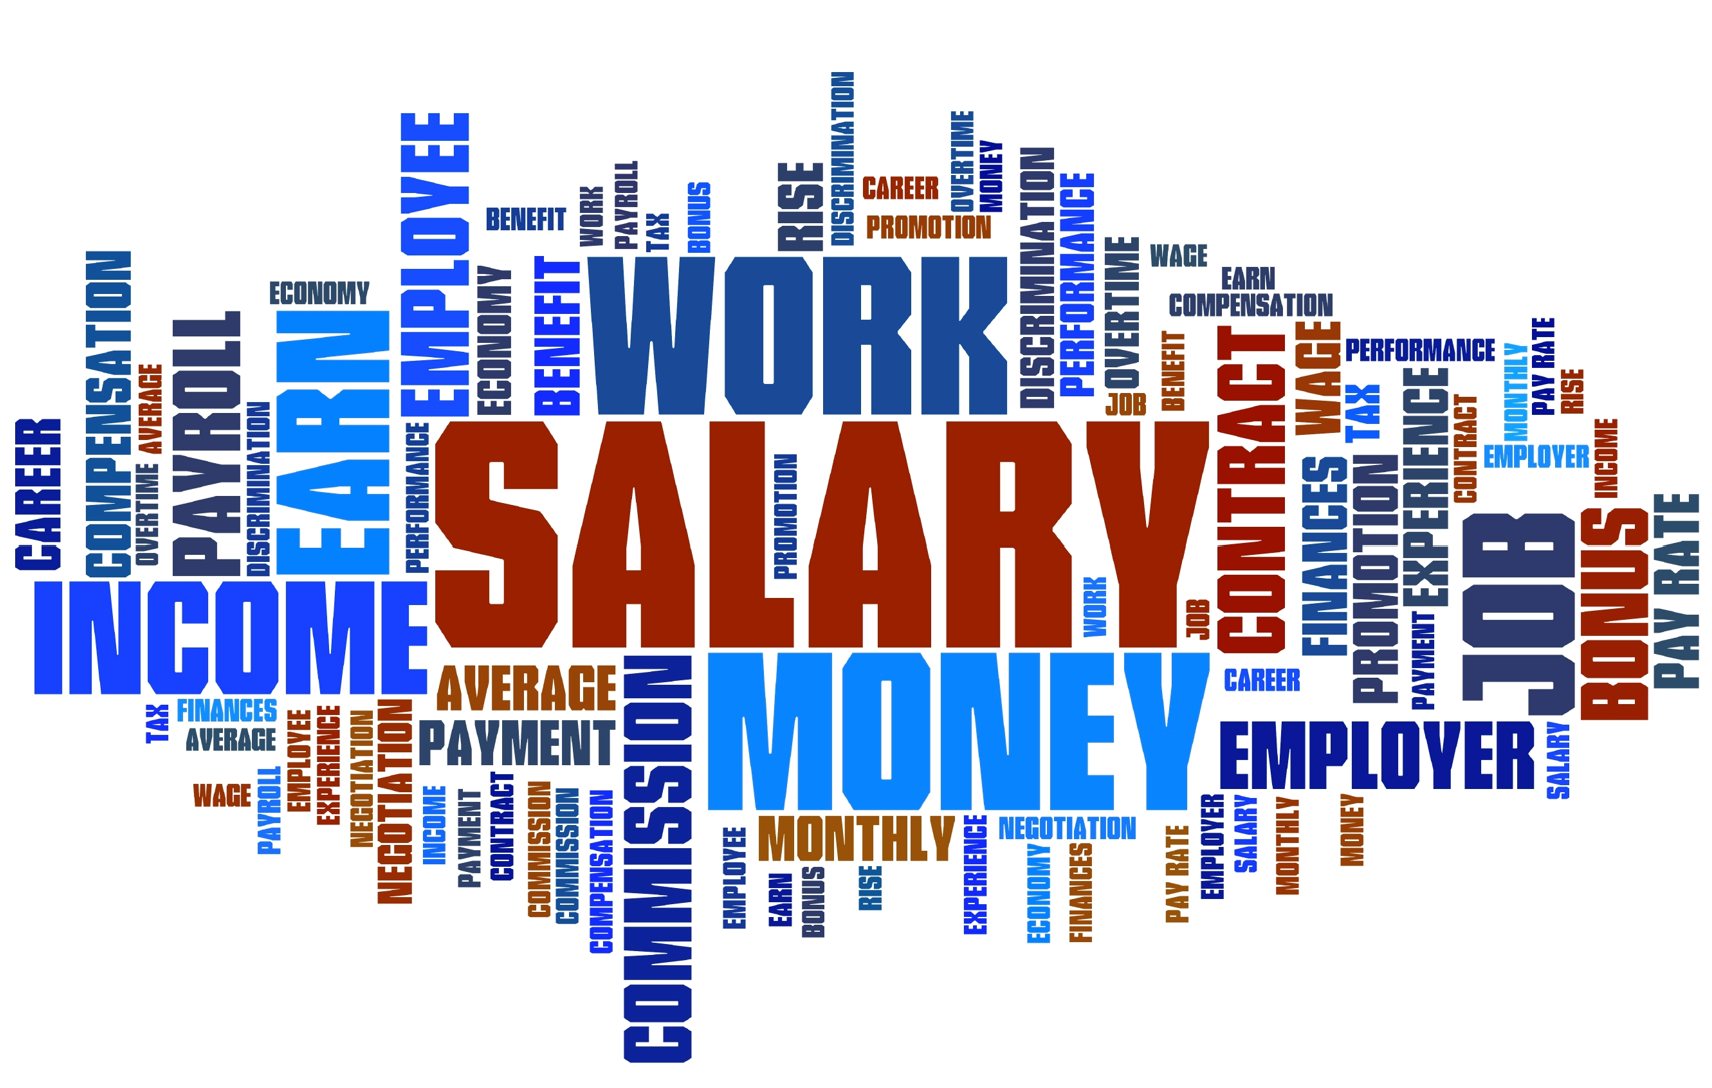 DISCRIMINATION
OVERTIME
EMPLOYEE
MONEY
DISCRIMINATION
PAYROLL
RISE
CAREER
PERFORMANCE
BONUS
WORK
BENEFIT
TAX
PROMOTION
OVERTIME
WAGE
COMPENSATION
ECONOMY
ECONOMY
BENEFIT
WORK
EARN
COMPENSATION
PAYROLL
EARN
PAY RATE
WAGE
CONTRACT
BENEFIT
PERFORMANCE
MONTHLY
AVERAGE
EXPERIENCE
RISE
TAX
JOB
CONTRACT
CAREER
DISCRIMINATION
PERFORMANCE
SALARY
INCOME
EMPLOYER
PROMOTION
FINANCES
PROMOTION
OVERTIME
PAY RATE
BONUS
JOB
WORK
INCOME
JOB
PAYMENT
MONEY
COMMISSION
AVERAGE
CAREER
TAX
FINANCES
NEGOTIATION
EXPERIENCE
EMPLOYEE
NEGOTIATION
PAYMENT
EMPLOYER
SALARY
AVERAGE
PAYROLL
CONTRACT
WAGE
COMMISSION
INCOME
PAYMENT
COMMISSION
COMPENSATION
EMPLOYER
SALARY
MONTHLY
MONEY
MONTHLY
EXPERIENCE
NEGOTIATION
EMPLOYEE
PAY RATE
ECONOMY
FINANCES
BONUS
RISE
EARN